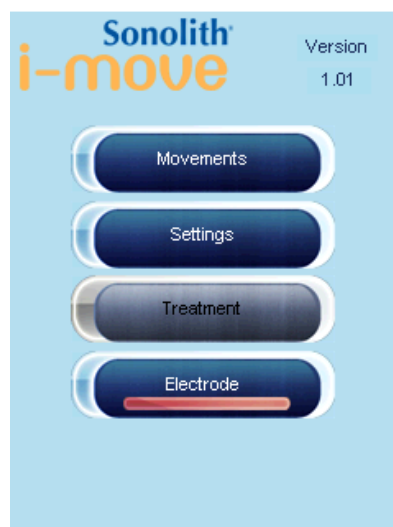 Sonolith
i-move
Version
1.01
Movements
Settings
Treatment
Electrode